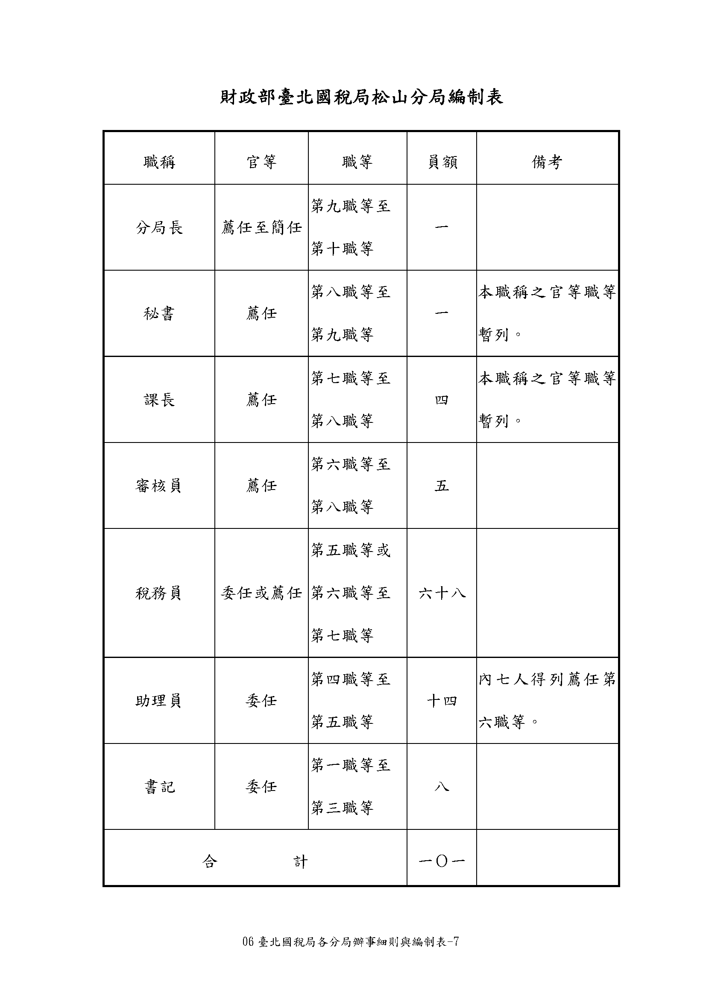 財政部臺北國稅局松山分局編制表
職稱 官等 職等 員額 備考
分局長 薦任至簡任 第九職等至 一
第十職等
秘書 薦任 第八職等至 一 本職稱之官等職等
第九職等 暫列。
課長 薦任 第七職等至 四 本職稱之官等職等
第八職等 暫列。
審核員 薦任 第六職等至 五
第八職等
稅務員 委任或薦任 第五職等或 六十八
第六職等至
第七職等
助理員 委任 第四職等至 十四 內七人得列薦任第
第五職等 六職等。
書記 委任 第一職等至 八
第三職等
合計 一〇一
06 臺北國稅局各分局辦事細則與編制表-7